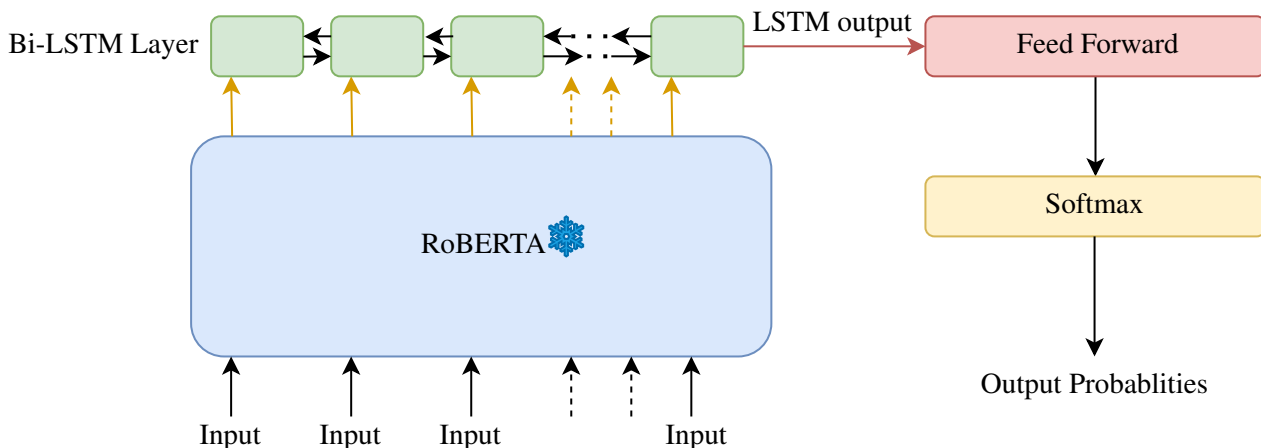 LSTM output
Bi-LSTM Layer
Feed Forward
Softmax
RoBERTA
Output Probablities
Input
Input
Input
Input